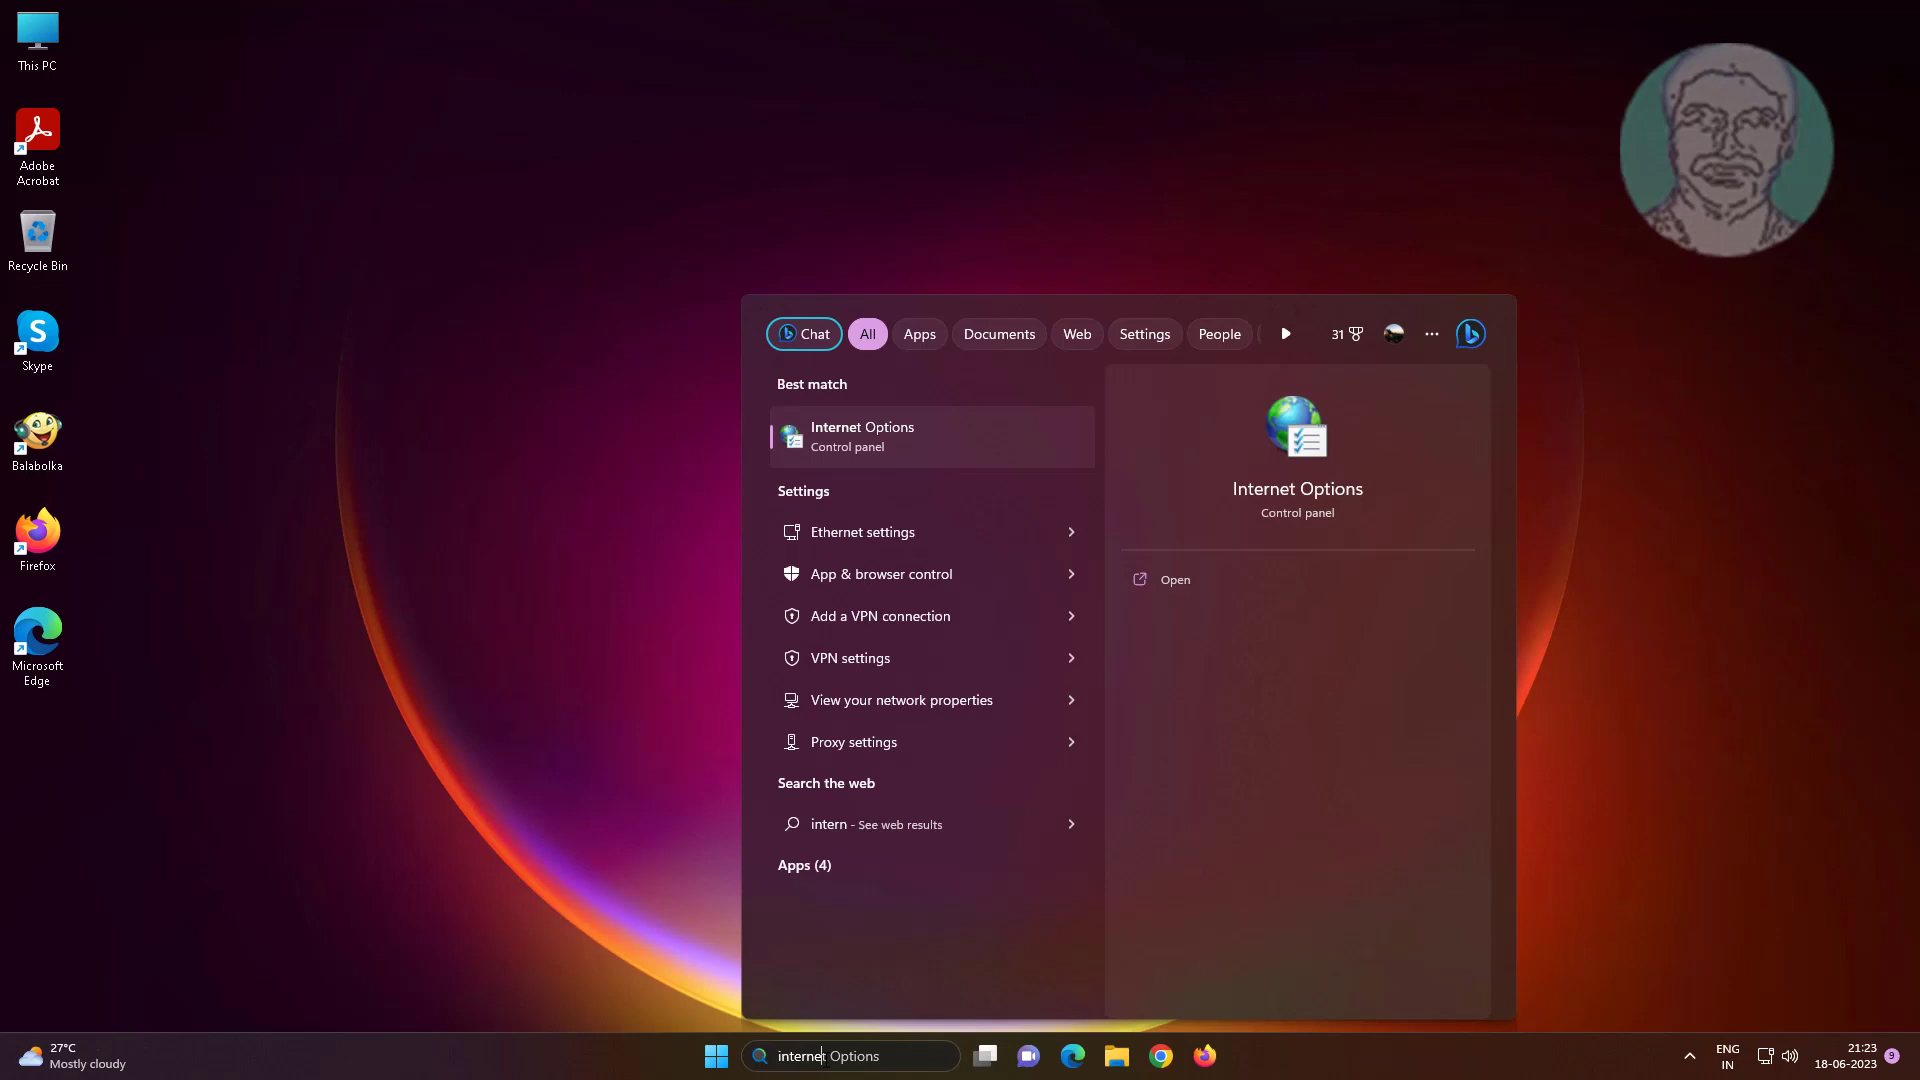 This PC
Adobe
Acrobat
Recycle Bin
Skype
Balabolka
Firefox
Microsoft
Edge
Chat
All
Apps
Documents
Web
Settings
People
31
Best match
Internet Options
Control panel
Settings
Ethernet settings
App & browser control
Add a VPN connection
VPN settings
View your network properties
Proxy settings
Search the web
intern - See web results
Apps (4)
Internet Options
Control panel
Open
27°C
Mostly cloudy
internet Options
ENG
IN
21:23
18-06-2023
9